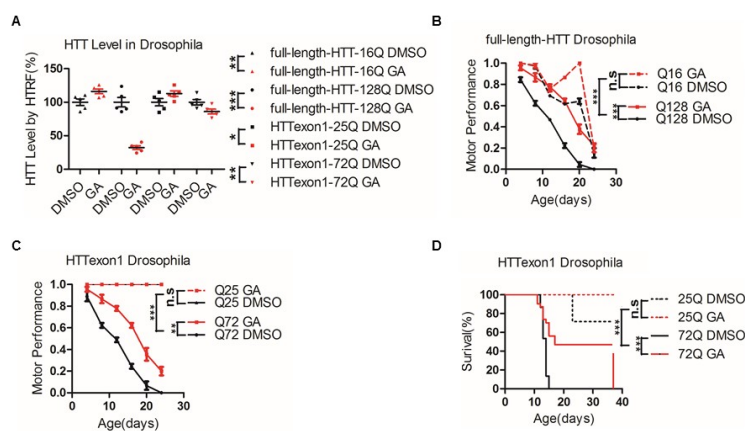 A
HTT Level in Drosophila
HTT Level by HTRF(%)
150
100
50
0
DMSO
GA
DMSO
GA
DMSO
GA
DMSO
GA
full-length-HTT-16Q DMSO
full-length-HTT-16Q GA
**
full-length-HTT-128Q DMSO
full-length-HTT-128Q GA
***
HTTexon1-25Q DMSO
HTTexon1-25Q GA
*
HTTexon1-72Q DMSO
HTTexon1-72Q GA
**
B
full-length-HTT Drosophila
Motor Performance
1.0
0.8
0.6
0.4
0.2
0.0
0
10
20
30
Age(days)
Q16 GA
Q16 DMSO
n.s
***
Q128 GA
Q128 DMSO
***
C
HTTexon1 Drosophila
Motor Performance
1.0
0.8
0.6
0.4
0.2
0.0
0
10
20
30
Age(days)
Q25 GA
Q25 DMSO
n.s
***
Q72 GA
Q72 DMSO
**
D
HTTexon1 Drosophila
Surival(%)
100
80
60
40
20
0
0
10
20
30
40
Age(days)
25Q DMSO
25Q GA
n.s
***
72Q DMSO
72Q GA
***